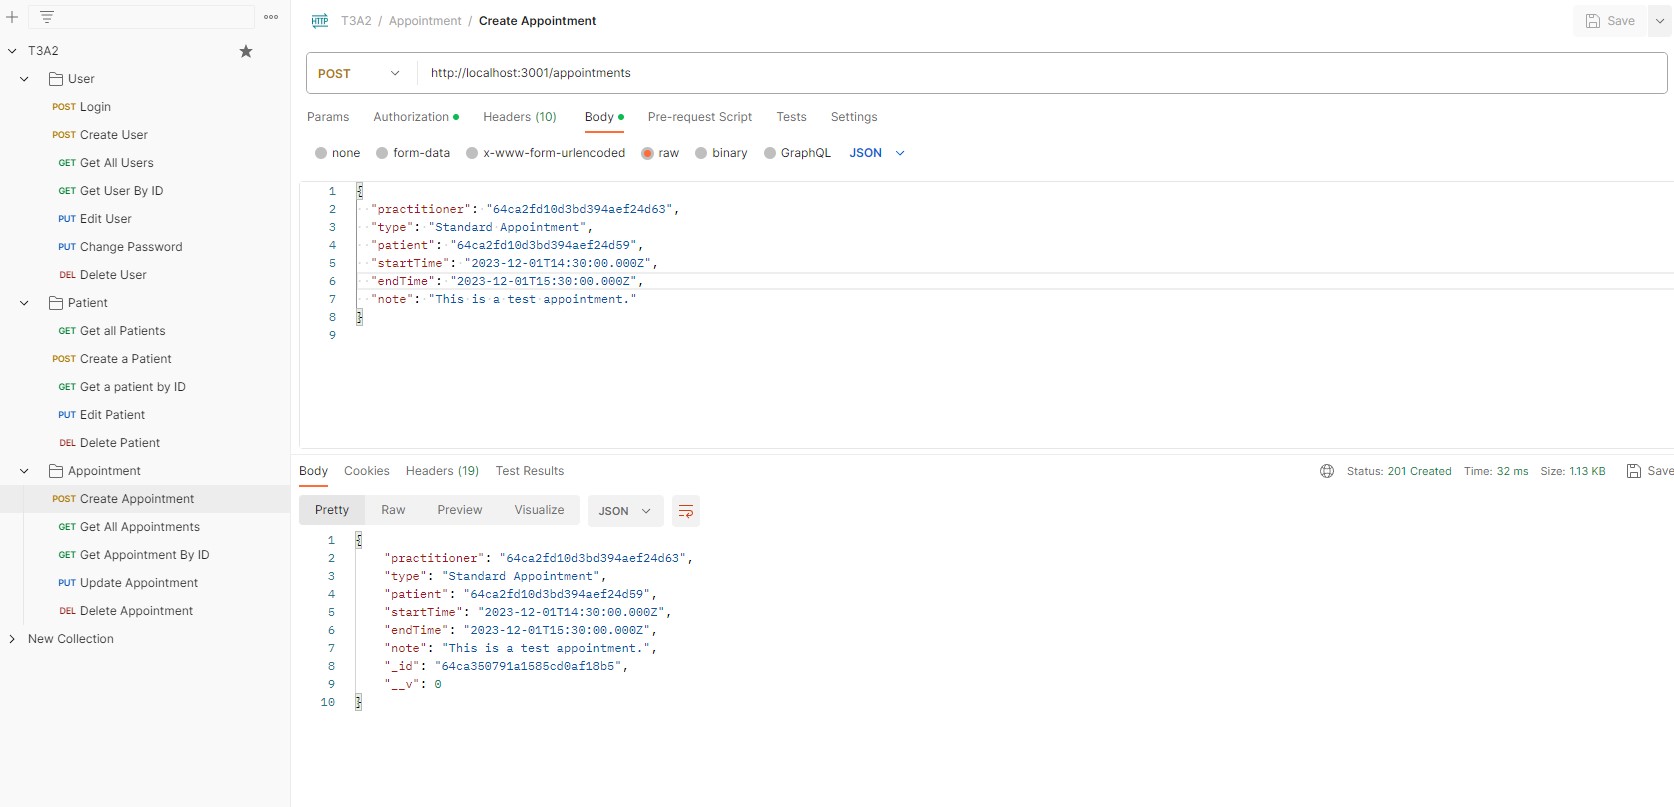 T3A2
User
POST Login
POST Create User
GET Get All Users
GET Get User By ID
PUT Edit User
PUT Change Password
DEL Delete User
Patient
GET Get all Patients
POST Create a Patient
GET Get a patient by ID
PUT Edit Patient
DEL Delete Patient
Appointment
POST Create Appointment
GET Get All Appointments
GET Get Appointment By ID
PUT Update Appointment
DEL Delete Appointment
New Collection
HTTP T3A2 / Appointment / Create Appointment
Save
POST http://localhost:3001/appointments
Params Authorization Headers (10) Body Pre-request Script Tests Settings
none form-data x-www-form-urlencoded raw binary GraphQL JSON
1 {
2 "practitioner": "64ca2fd10d3bd394aef24d63",
3 "type": "Standard Appointment",
4 "patient": "64ca2fd10d3bd394aef24d59",
5 "startTime": "2023-12-01T14:30:00.000Z",
6 "endTime": "2023-12-01T15:30:00.000Z",
7 "note": "This is a test appointment."
8 }
9
Body Cookies Headers (19) Test Results
Status: 201 Created Time: 32 ms Size: 1.13 KB Save
Pretty Raw Preview Visualize JSON
1 {
2 "practitioner": "64ca2fd10d3bd394aef24d63",
3 "type": "Standard Appointment",
4 "patient": "64ca2fd10d3bd394aef24d59",
5 "startTime": "2023-12-01T14:30:00.000Z",
6 "endTime": "2023-12-01T15:30:00.000Z",
7 "note": "This is a test appointment.",
8 "_id": "64ca350791a1585cd0af18b5",
9 "__v": 0
10 }